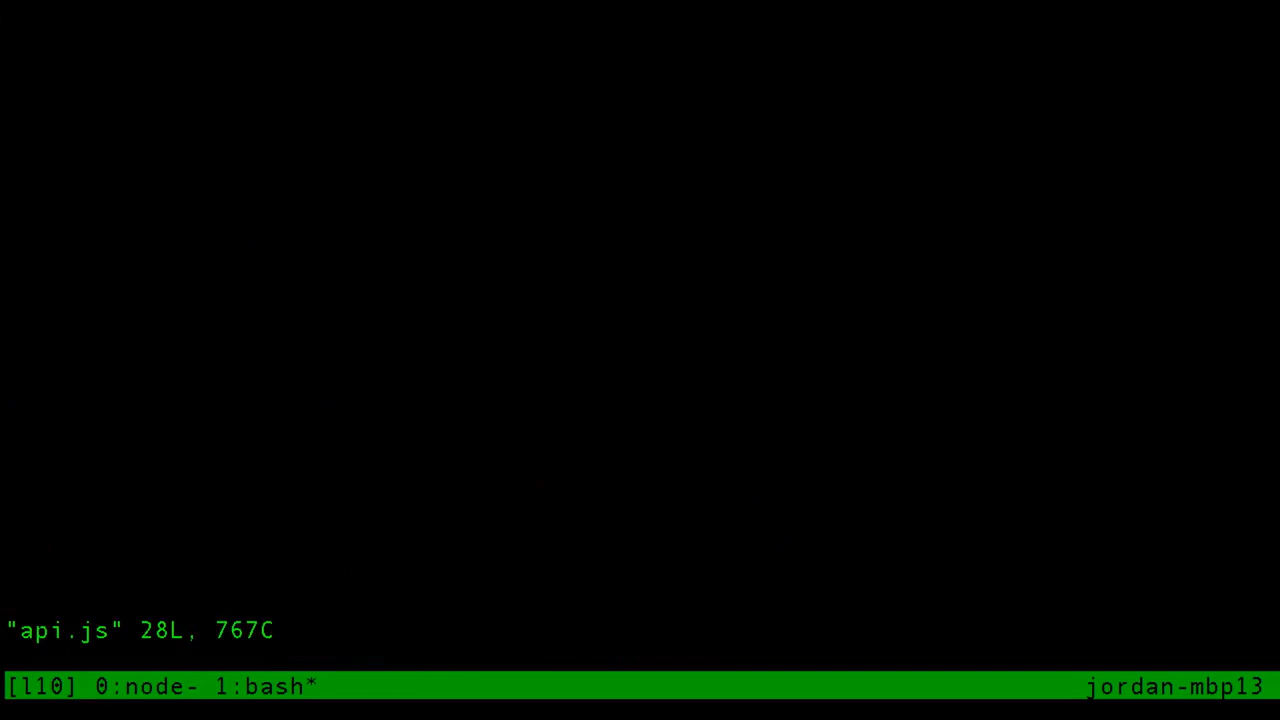 "api.js" 28L, 767C
[l10] 0:node- 1:bash* jordan-mbp13